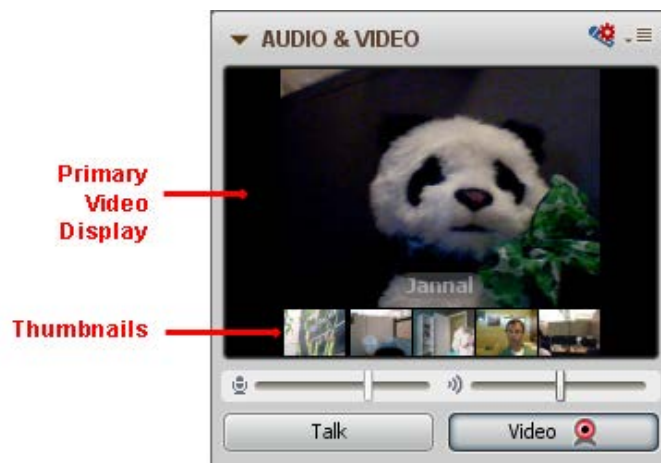 AUDIO & VIDEO
Primary
Video
Display
Jannal
Thumbnails
Talk
Video